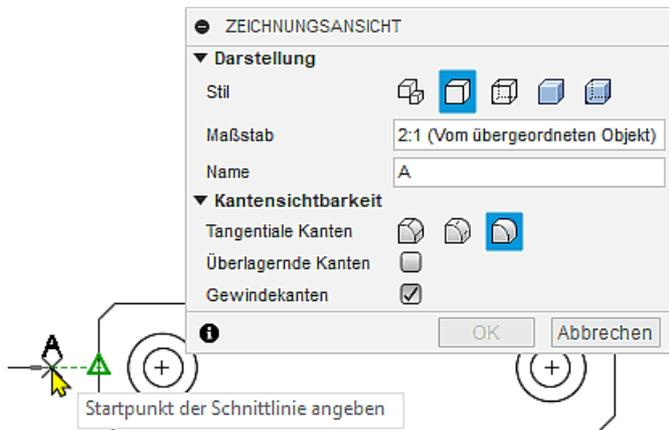 ZEICHNUNGSANSICHT
Darstellung
Stil
Maßstab 2:1 (Vom übergeordneten Objekt)
Name A
Kantensichtbarkeit
Tangentiale Kanten
Überlagernde Kanten
Gewindekanten
OK Abbrechen
A
Startpunkt der Schnittlinie angeben